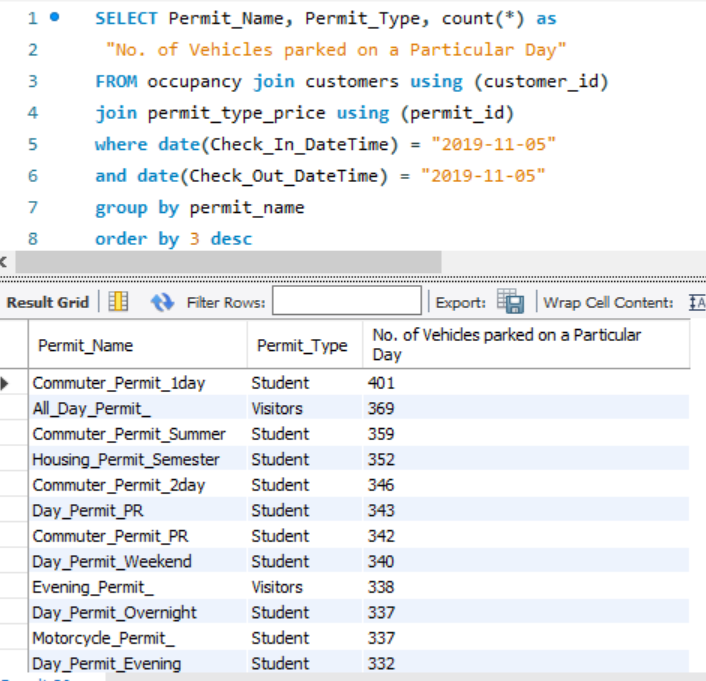 1 SELECT Permit_Name, Permit_Type, count(*) as
2 "No. of Vehicles parked on a Particular Day"
3 FROM occupancy join customers using (customer_id)
4 join permit_type_price using (permit_id)
5 where date(Check_In_DateTime) = "2019-11-05"
6 and date(Check_Out_DateTime) = "2019-11-05"
7 group by permit_name
8 order by 3 desc
Result Grid Filter Rows: Export: Wrap Cell Content: IA
Permit_Name Permit_Type No. of Vehicles parked on a Particular
Day
Commuter_Permit_1day Student 401
All_Day_Permit_ Visitors 369
Commuter_Permit_Summer Student 359
Housing_Permit_Semester Student 352
Commuter_Permit_2day Student 346
Day_Permit_PR Student 343
Commuter_Permit_PR Student 342
Day_Permit_Weekend Student 340
Evening_Permit_ Visitors 338
Day_Permit_Overnight Student 337
Motorcycle_Permit_ Student 337
Day_Permit_Evening Student 332